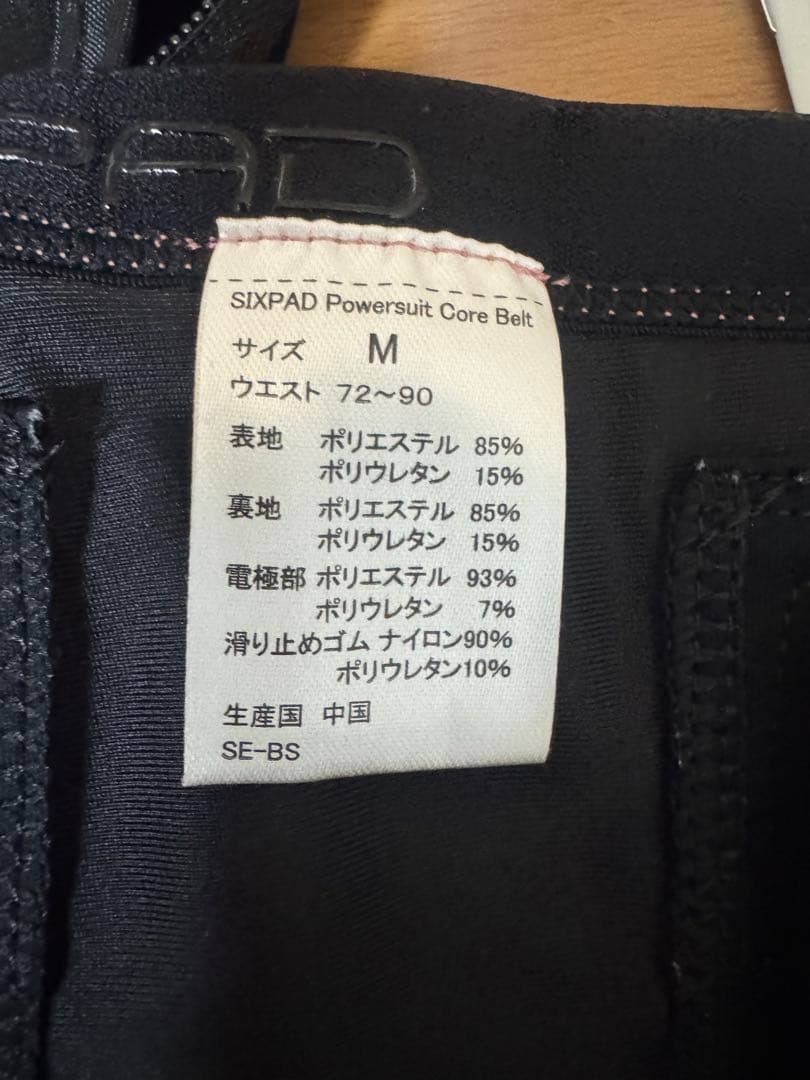 PAD
SIXPAD Powersuit Core Belt
サイズ M
ウエスト 72～90
表地 ポリエステル 85%
ポリウレタン 15%
裏地 ポリエステル 85%
ポリウレタン 15%
電極部 ポリエステル 93%
ポリウレタン 7%
滑り止めゴム ナイロン90%
ポリウレタン10%
生産国 中国
SE-BS